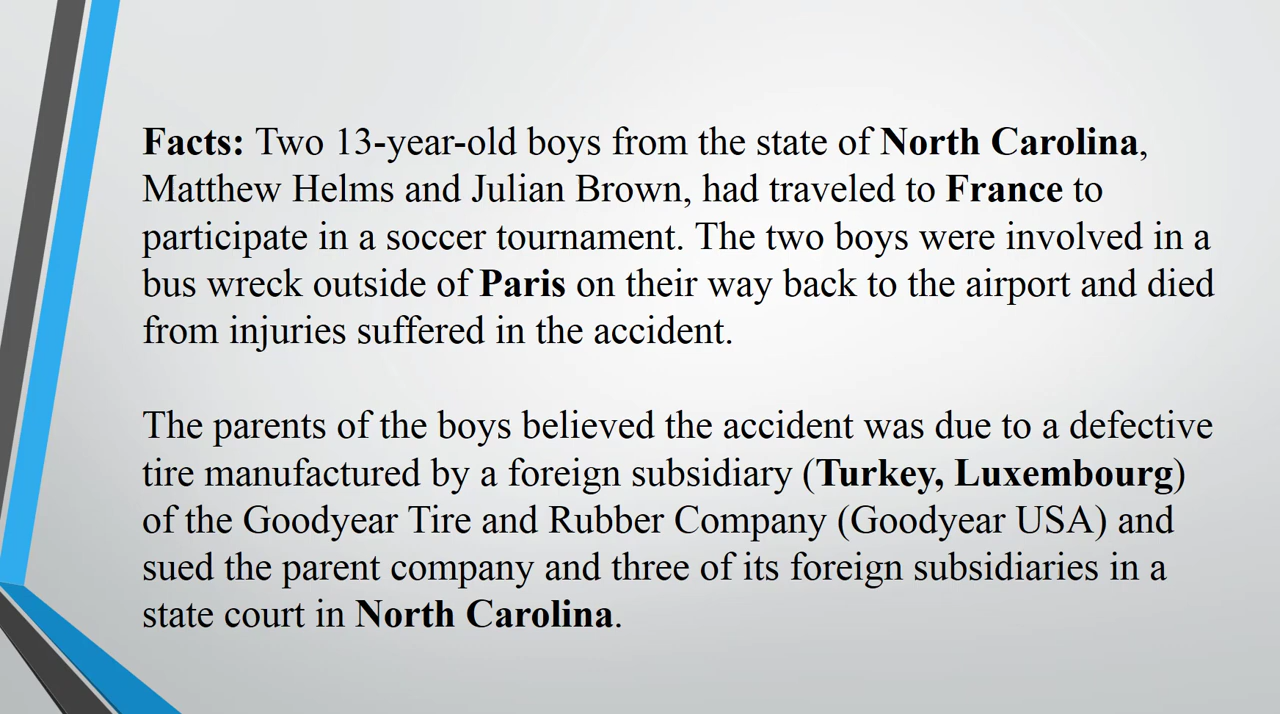 Facts: Two 13-year-old boys from the state of North Carolina,
Matthew Helms and Julian Brown, had traveled to France to
participate in a soccer tournament. The two boys were involved in a
bus wreck outside of Paris on their way back to the airport and died
from injuries suffered in the accident.
The parents of the boys believed the accident was due to a defective
tire manufactured by a foreign subsidiary (Turkey, Luxembourg)
of the Goodyear Tire and Rubber Company (Goodyear USA) and
sued the parent company and three of its foreign subsidiaries in a
state court in North Carolina.